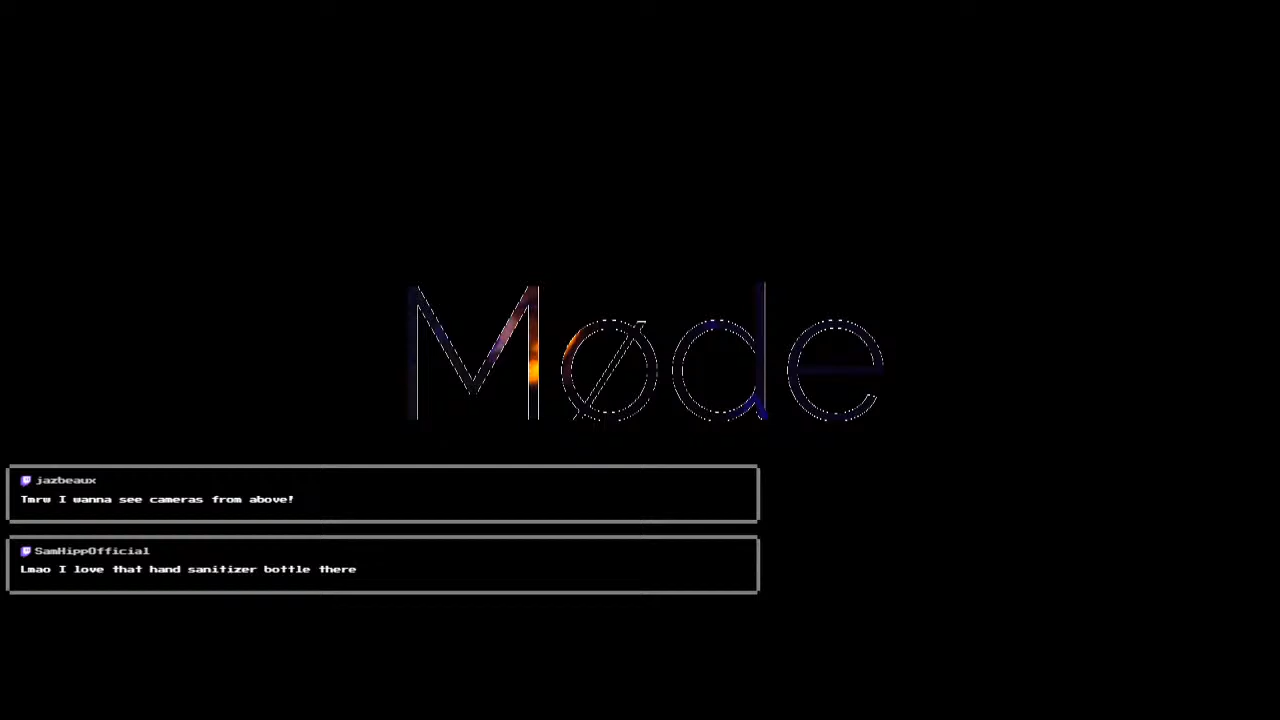 Møde
jazbeaux
Tmrw I wanna see cameras from above!
SamHippOfficial
Lmao I love that hand sanitizer bottle there